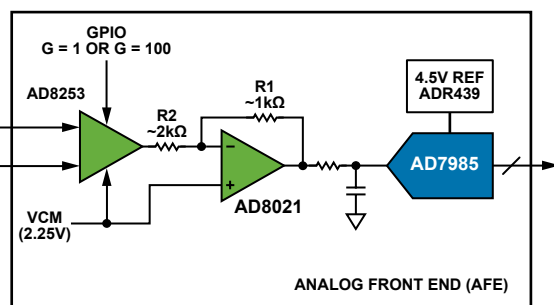 GPIO
G = 1 OR G = 100
AD8253
R2
~2kΩ
R1
~1kΩ
4.5V REF
ADR439
AD7985
AD8021
VCM
(2.25V)
ANALOG FRONT END (AFE)
−
+